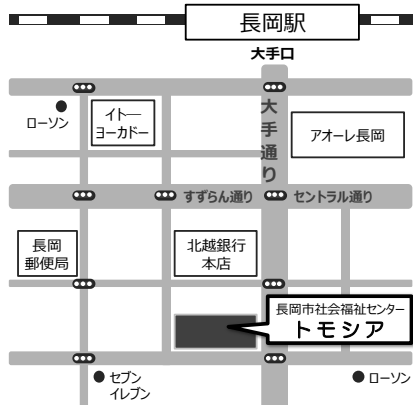 長岡駅
大手口
ローソン
イトー
ヨーカドー
大手通り
アオーレ長岡
すずらん通り
セントラル通り
長岡
郵便局
北越銀行
本店
長岡市社会福祉センター
トモシア
セブン
イレブン
ローソン